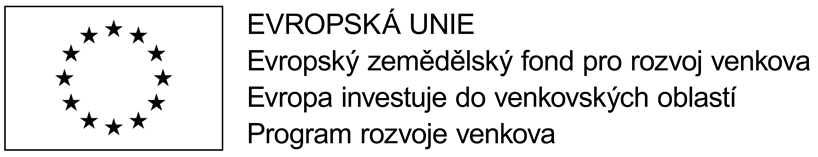 EVROPSKÁ UNIE
Evropský zemědělský fond pro rozvoj venkova
Evropa investuje do venkovských oblastí
Program rozvoje venkova